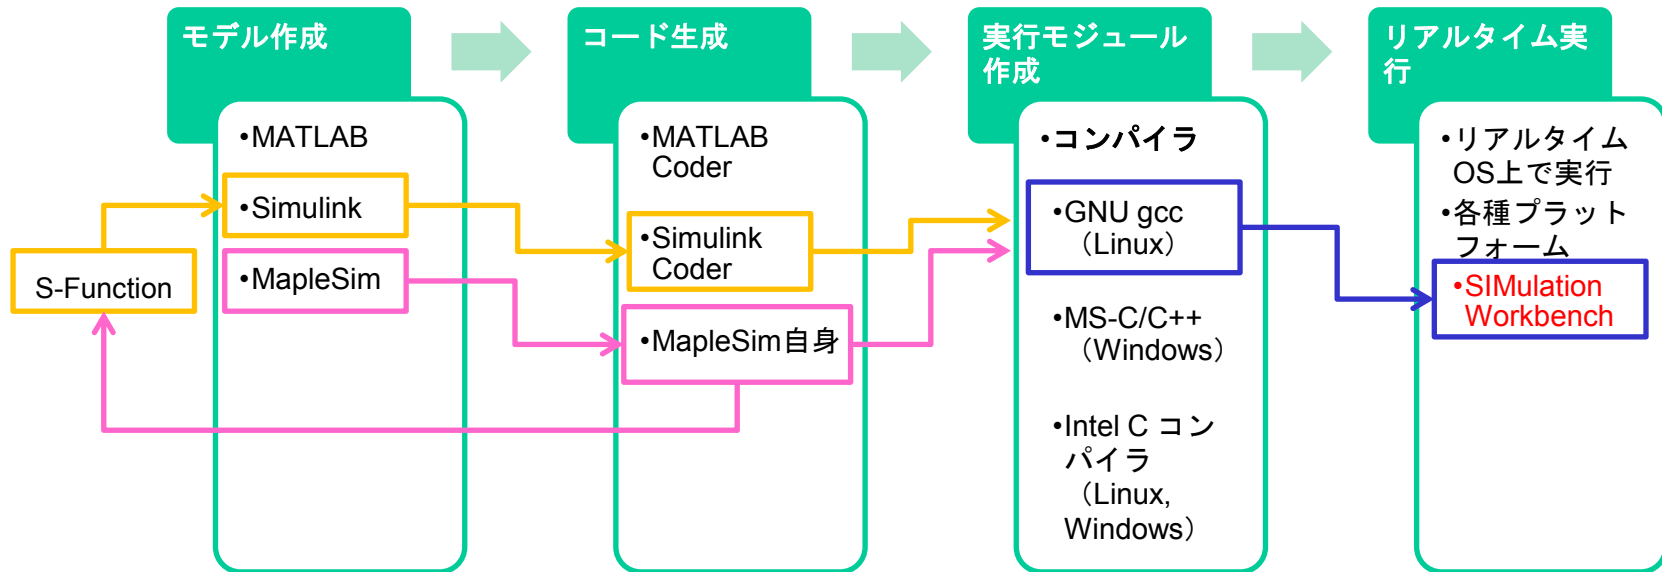 モデル作成
コード生成
実行モジュール
作成
リアルタイム実
行
S-Function
•MATLAB
•Simulink
•MapleSim
•MATLAB
Coder
•Simulink
Coder
•MapleSim自身
•コンパイラ
•GNU gcc
（Linux）
•MS-C/C++
（Windows）
•Intel C コン
パイラ
（Linux,
Windows）
•リアルタイム
OS上で実行
•各種プラット
フォーム
•SIMulation
Workbench